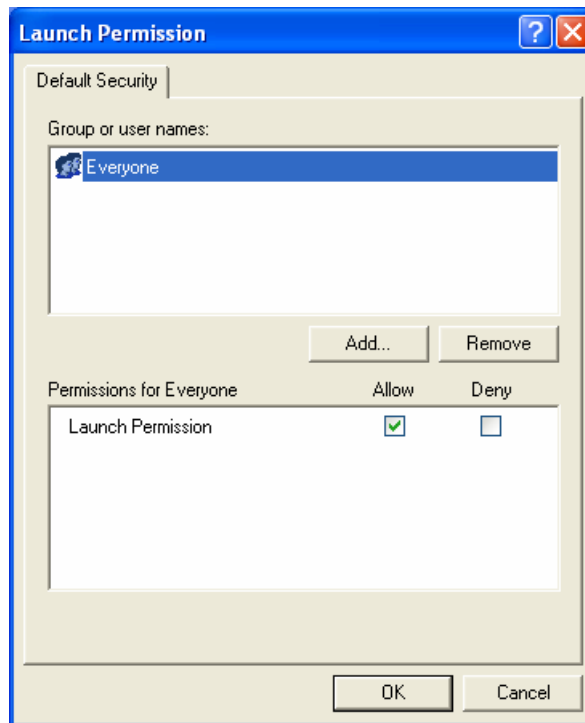 Launch Permission
Default Security
Group or user names:
Everyone
Add... Remove
Permissions for Everyone Allow Deny
Launch Permission
OK Cancel